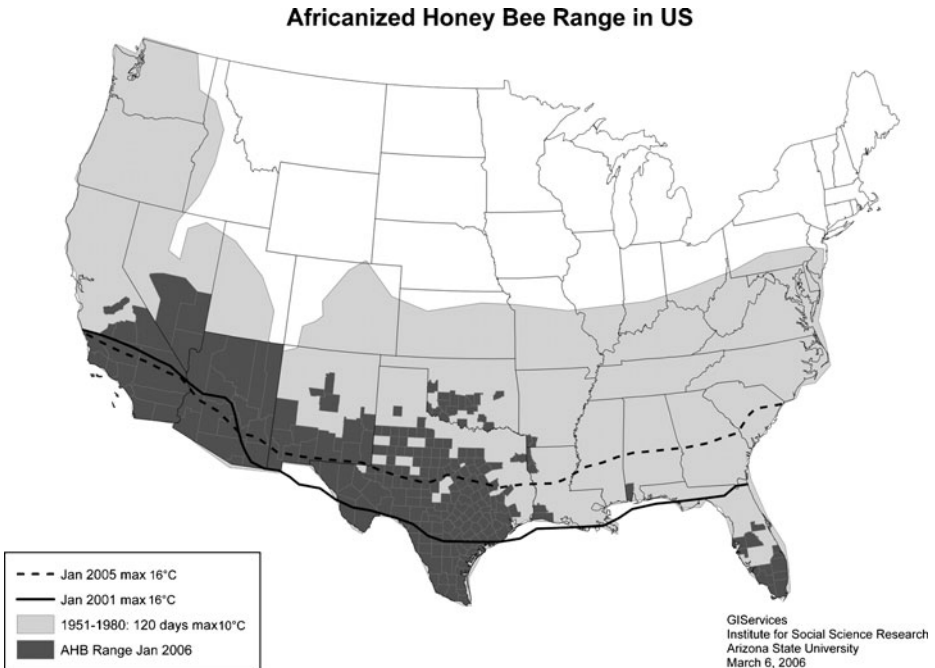 Africanized Honey Bee Range in US
Jan 2005 max 16°C
Jan 2001 max 16°C
1951-1980: 120 days max10°C
AHB Range Jan 2006
GIServices
Institute for Social Science Research
Arizona State University
March 6, 2006